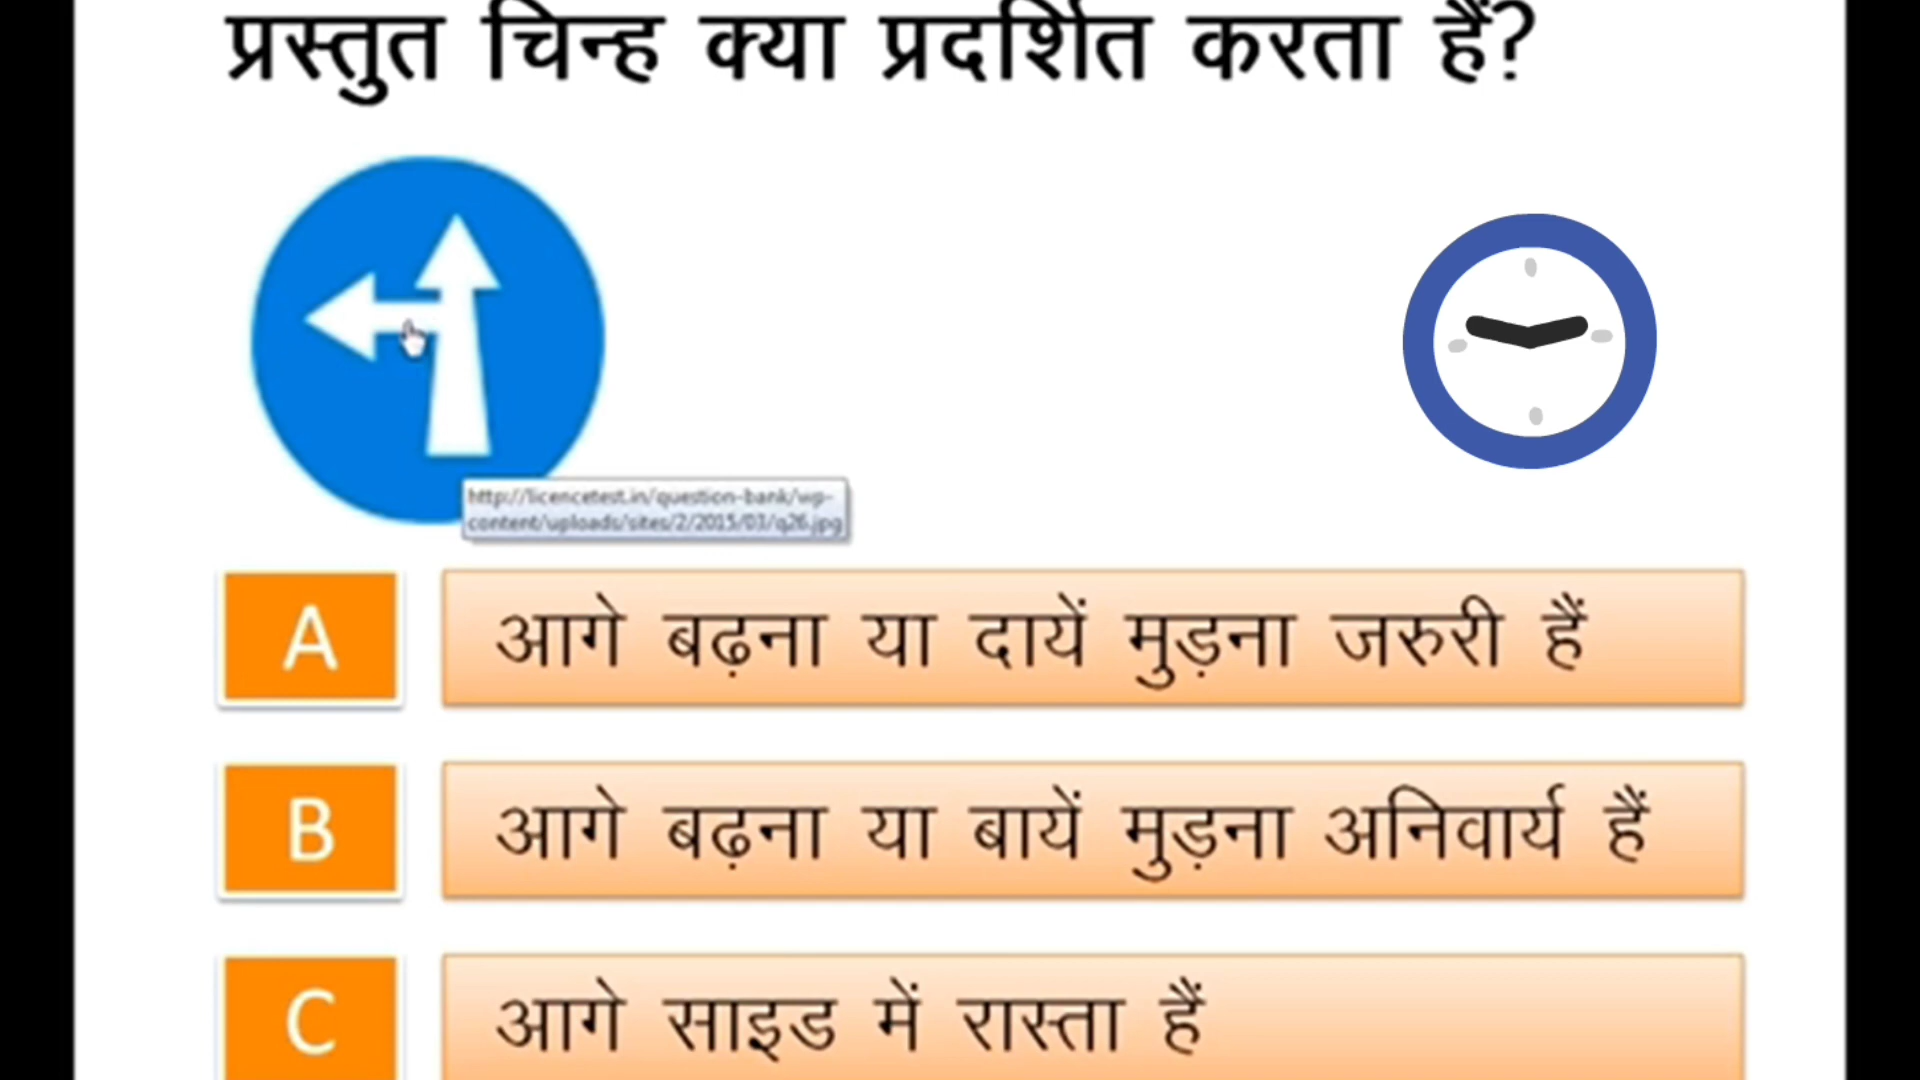 प्रस्तुत चिन्ह क्या प्रदर्शित करता हैं?
http://licencetest.in/question-bank/wp-
content/uploads/sites/2/2015/03/q26.jpg
A आगे बढ़ना या दायें मुड़ना जरुरी हैं
B आगे बढ़ना या बायें मुड़ना अनिवार्य हैं
C आगे साइड में रास्ता हैं